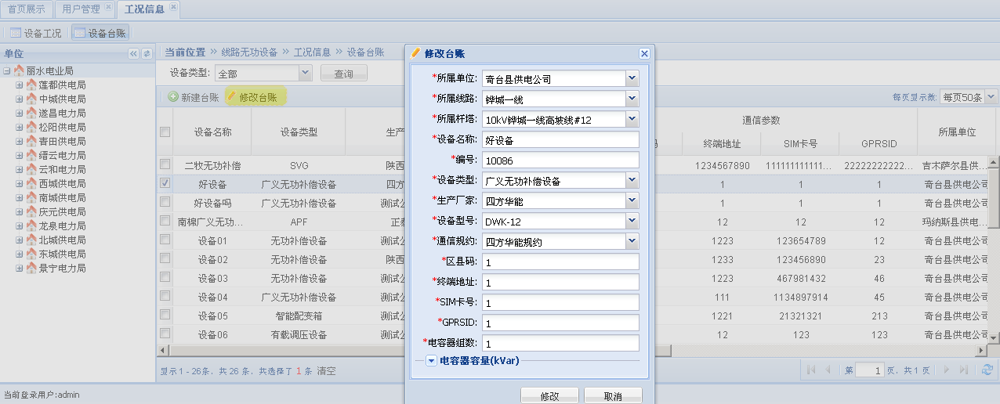 首页展示 用户管理 工况信息
设备工况 设备台账
单位
丽水电业局
莲都供电局
中城供电局
遂昌电力局
松阳供电局
青田供电局
缙云电力局
云和电力局
西城供电局
南城供电局
庆元供电局
龙泉电力局
北城供电局
东城供电局
景宁电力局
当前位置 » 线路无功设备 » 工况信息 » 设备台账
设备类型: 全部 查询
新建台账 修改台账 每页显示数: 每页50条
设备名称 设备类型 生产 通信参数 所属单位
终端地址 SIM卡号 GPRSID
二牧无功补偿 SVG 陕西 1234567890 111111111111... 222222222222... 吉木萨尔县供...
好设备 广义无功补偿设备 四方 1 1 1 奇台县供电公司
好设备吗 广义无功补偿设备 测试公 1 1 1 奇台县供电公司
南棉广义无功... APF 正泰 12 12 12 玛纳斯县供电...
设备01 无功补偿设备 测试公 1223 123654789 12 奇台县供电公司
设备02 无功补偿设备 陕西 1233 123456890 23 奇台县供电公司
设备03 无功补偿设备 测试公 1223 467981432 46 奇台县供电公司
设备04 广义无功补偿设备 测试公 111 1134897914 45 奇台县供电公司
设备05 智能配变箱 测试公 1221 21321321 213 奇台县供电公司
设备06 有载调压设备 测试公 12 123 123 奇台县供电公司
显示 1 - 26条, 共 26 条, 共选择了 1 条 清空 第 1 页, 共 1 页
当前登录用户:admin
修改台账
*所属单位: 奇台县供电公司
*所属线路: 铧城一线
*所属杆塔: 10kV铧城一线高坡线#12
*设备名称: 好设备
*编号: 10086
*设备类型: 广义无功补偿设备
*生产厂家: 四方华能
*设备型号: DWK-12
*通信规约: 四方华能规约
*区县码: 1
*终端地址: 1
*SIM卡号: 1
*GPRSID: 1
*电容器组数: 1
电容器容量(kVar)
修改 取消